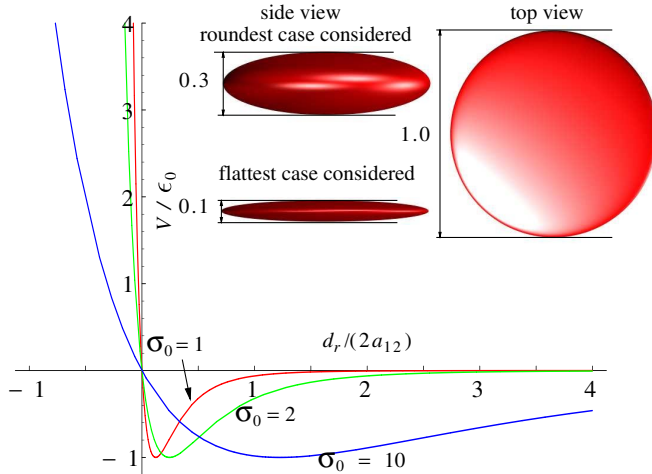 side view
top view
roundest case considered
0.3
1.0
flattest case considered
0.1
4
3
2
1
V / ϵ₀
d_r/(2a₁₂)
σ₀ = 1
σ₀ = 2
σ₀ = 10
− 1
1
2
3
4
− 1